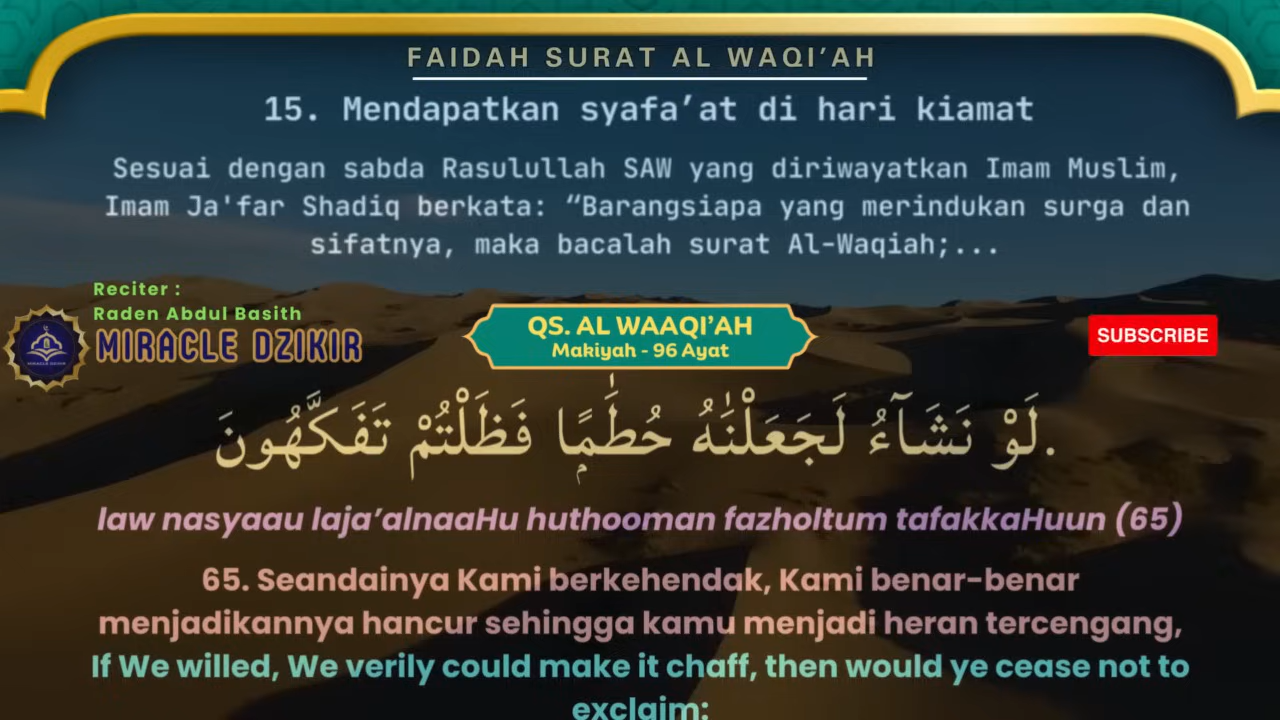 FAIDAH SURAT AL WAQI’AH
15. Mendapatkan syafa’at di hari kiamat
Sesuai dengan sabda Rasulullah SAW yang diriwayatkan Imam Muslim,
Imam Ja'far Shadiq berkata: “Barangsiapa yang merindukan surga dan
sifatnya, maka bacalah surat Al-Waqiah;...
Reciter :
Raden Abdul Basith
MIRACLE DZIKIR
QS. AL WAAQI’AH
Makiyah - 96 Ayat
SUBSCRIBE
.لَوْ نَشَآءُ لَجَعَلْنَٰهُ حُطَٰمًۭا فَظَلْتُمْ تَفَكَّهُونَ
law nasyaau laja’alnaaHu huthooman fazholtum tafakkaHuun (65)
65. Seandainya Kami berkehendak, Kami benar-benar
menjadikannya hancur sehingga kamu menjadi heran tercengang,
If We willed, We verily could make it chaff, then would ye cease not to
exclaim: